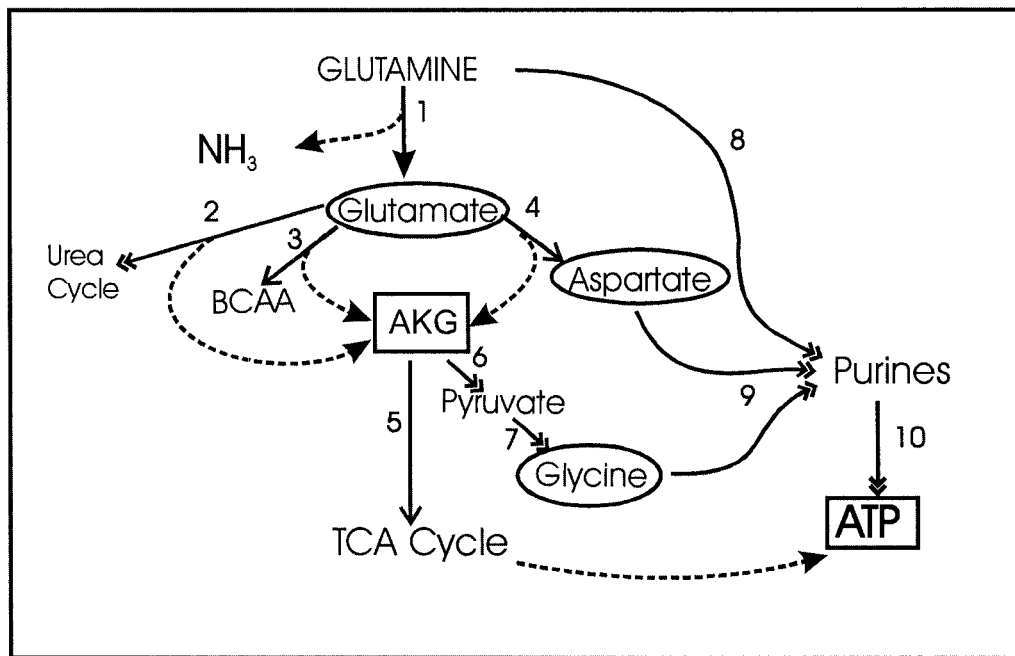 GLUTAMINE
1
8
NH₃
2
Glutamate
4
3
Urea
Cycle
BCAA
Aspartate
AKG
6
Purines
5
Pyruvate
9
7
10
Glycine
ATP
TCA Cycle